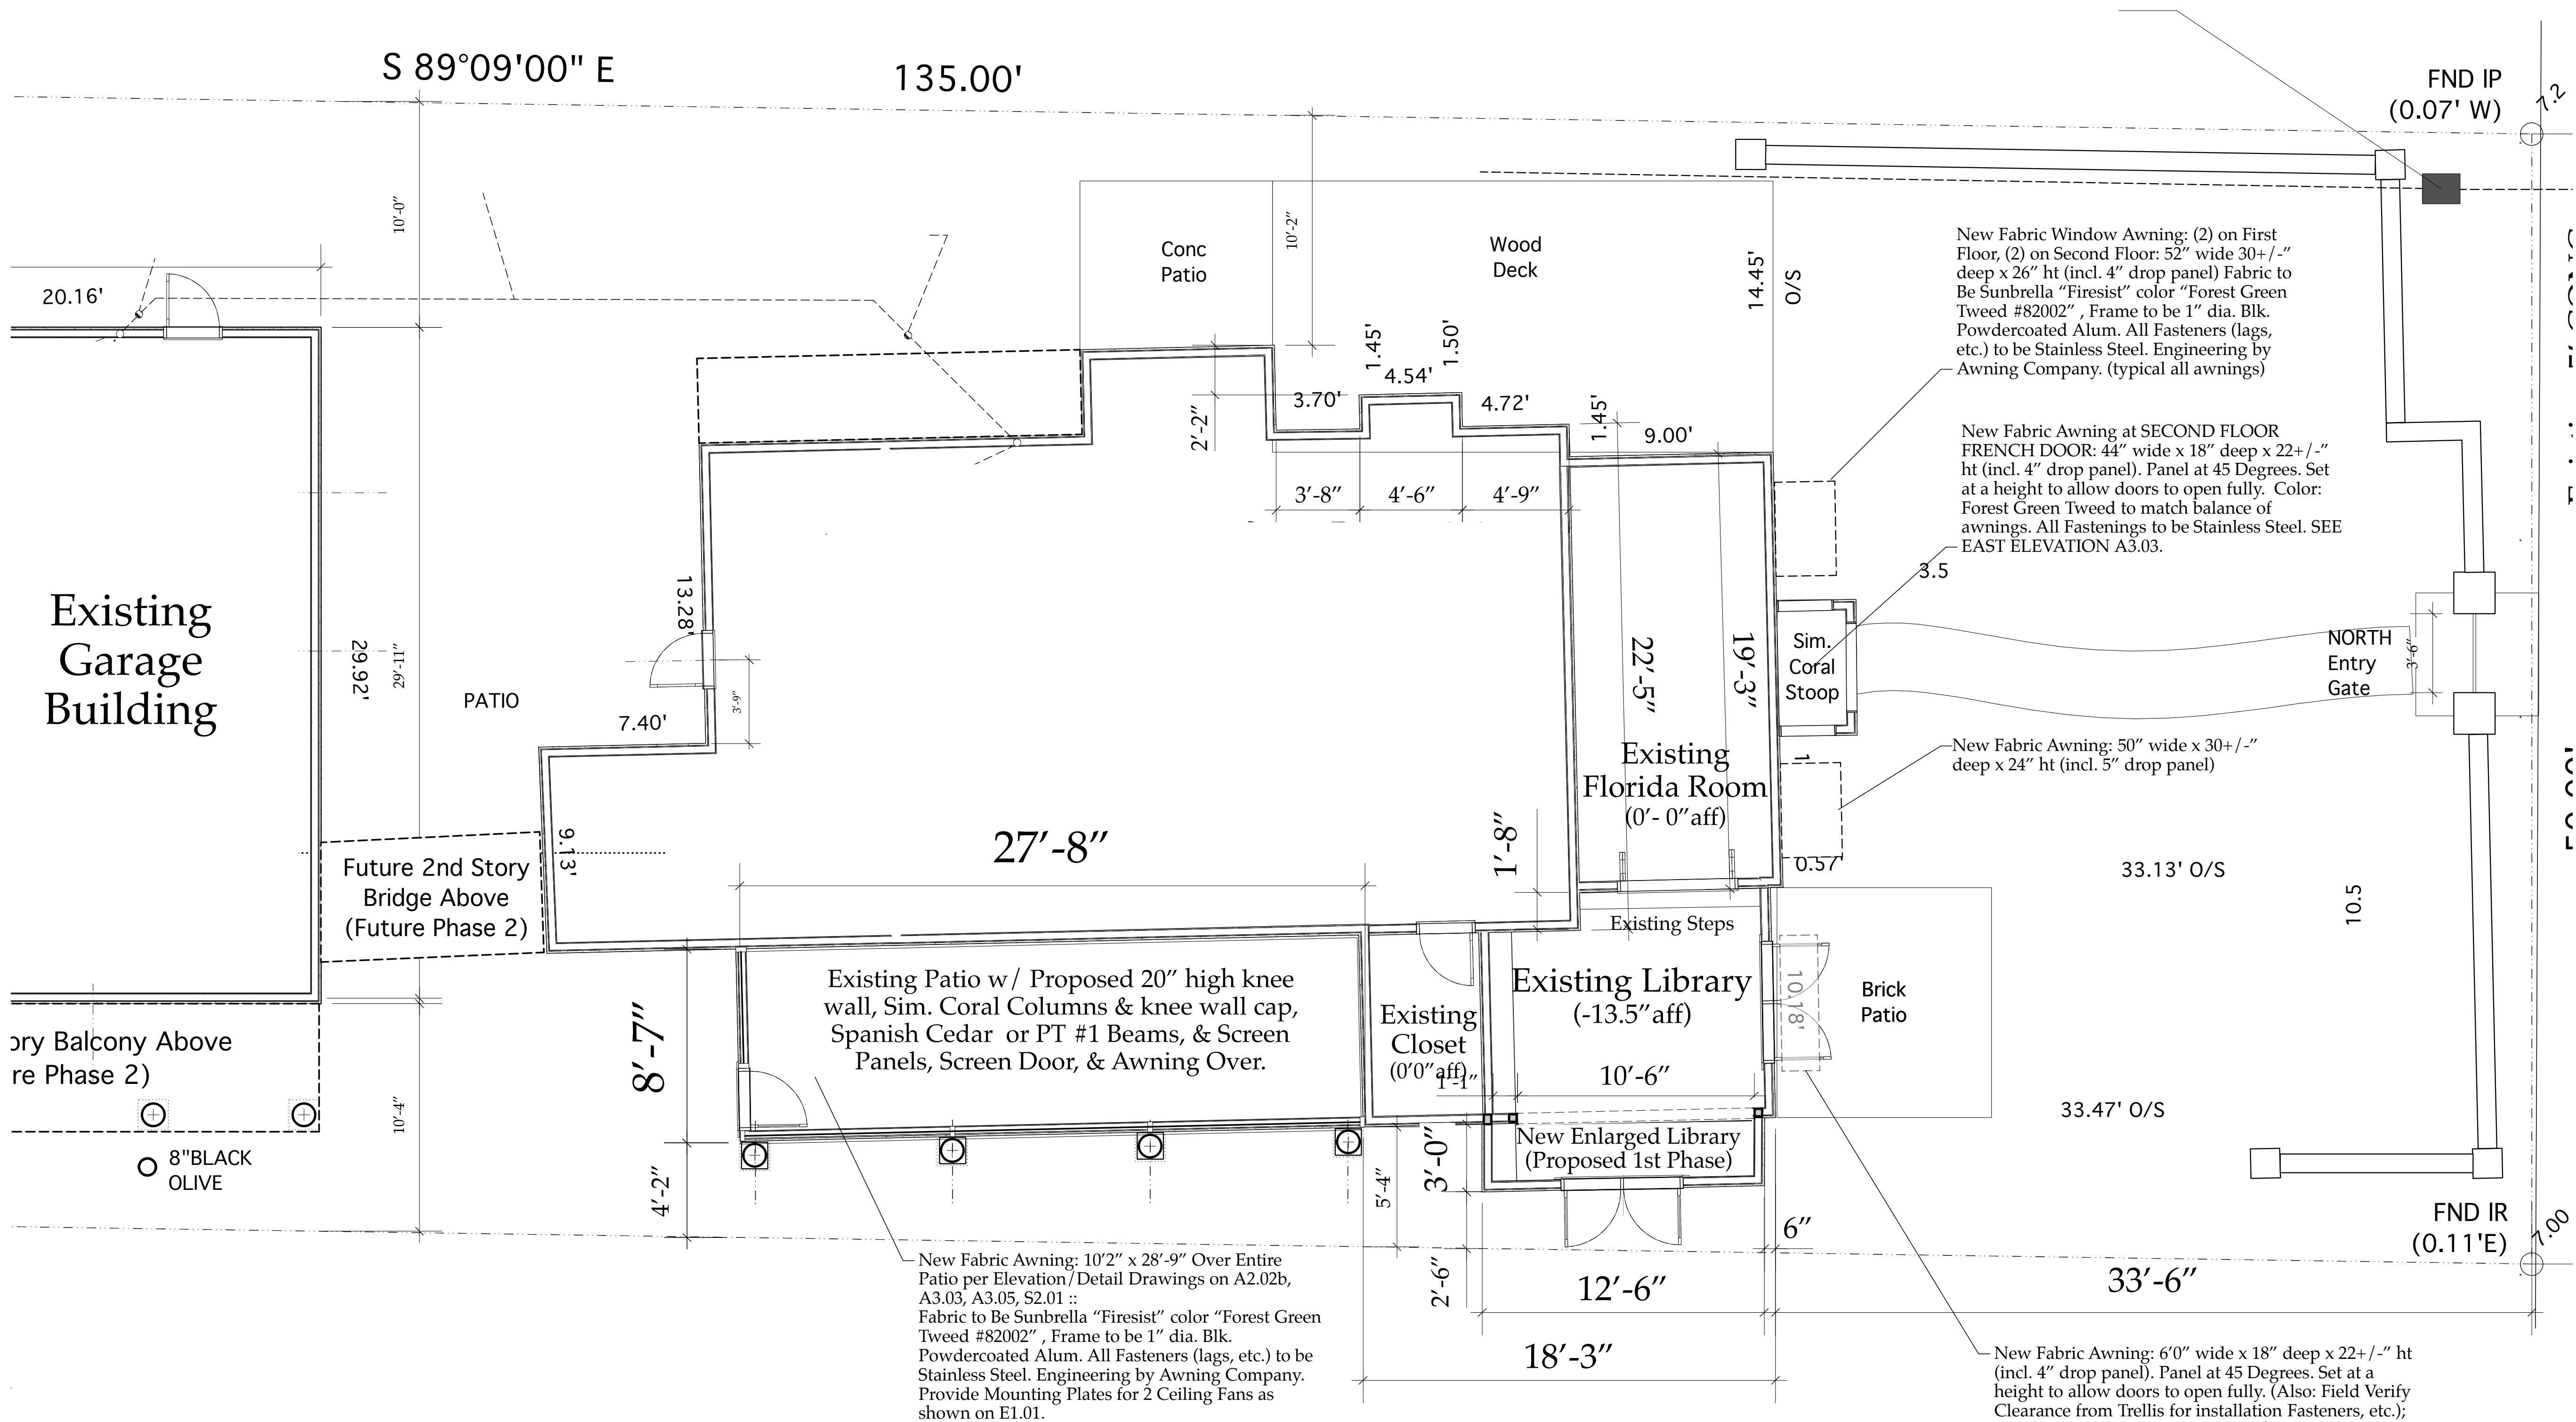 S 89°09'00" E
135.00'
FND IP
(0.07' W)
7.2
10'-0"
20.16'
Conc
Patio
10'-2"
Wood
Deck
14.45'
O/S
New Fabric Window Awning: (2) on First
Floor, (2) on Second Floor: 52” wide 30+/-”
deep x 26” ht (incl. 4” drop panel) Fabric to
Be Sunbrella “Firesist” color “Forest Green
Tweed #82002” , Frame to be 1” dia. Blk.
Powdercoated Alum. All Fasteners (lags,
etc.) to be Stainless Steel. Engineering by
Awning Company. (typical all awnings)
1.45'
1.50'
4.54'
3.70'
4.72'
2'-2”
1.45'
9.00'
New Fabric Awning at SECOND FLOOR
FRENCH DOOR: 44” wide x 18” deep x 22+/-”
ht (incl. 4” drop panel). Panel at 45 Degrees. Set
at a height to allow doors to open fully.  Color:
Forest Green Tweed to match balance of
awnings. All Fastenings to be Stainless Steel. SEE
EAST ELEVATION A3.03.
3'-8”
4'-6”
4'-9”
3.5
Existing
Garage
Building
29.92'
29'-11”
PATIO
13.28'
7.40'
3'-9”
22'-5”
19'-3”
Sim.
Coral
Stoop
NORTH
Entry
Gate
3'-6”
Existing
Florida Room
(0'- 0”aff)
1
New Fabric Awning: 50” wide x 30+/-”
deep x 24” ht (incl. 5” drop panel)
50.00'
27'-8”
1'-8”
9.13'
0.57'
33.13' O/S
10.5
Future 2nd Story
Bridge Above
(Future Phase 2)
Existing Steps
Existing Patio w/ Proposed 20” high knee
wall, Sim. Coral Columns & knee wall cap,
Spanish Cedar  or PT #1 Beams, & Screen
Panels, Screen Door, & Awning Over.
8'-7”
Existing
Closet
(0'0”aff)
1'-1”
Existing Library
(-13.5”aff)
10'-6”
10.18'
Brick
Patio
ory Balcony Above
re Phase 2)
10'-4”
33.47' O/S
8"BLACK
OLIVE
4'-2”
5'-4”
3'-0”
New Enlarged Library
(Proposed 1st Phase)
6”
FND IR
(0.11'E)
7.00
2'-6”
12'-6”
33'-6”
18'-3”
New Fabric Awning: 10'2” x 28'-9” Over Entire
Patio per Elevation/Detail Drawings on A2.02b,
A3.03, A3.05, S2.01 ::
Fabric to Be Sunbrella “Firesist” color “Forest Green
Tweed #82002” , Frame to be 1” dia. Blk.
Powdercoated Alum. All Fasteners (lags, etc.) to be
Stainless Steel. Engineering by Awning Company.
Provide Mounting Plates for 2 Ceiling Fans as
shown on E1.01.
New Fabric Awning: 6'0” wide x 18” deep x 22+/-” ht
(incl. 4” drop panel). Panel at 45 Degrees. Set at a
height to allow doors to open fully. (Also: Field Verify
Clearance from Trellis for installation Fasteners, etc.);